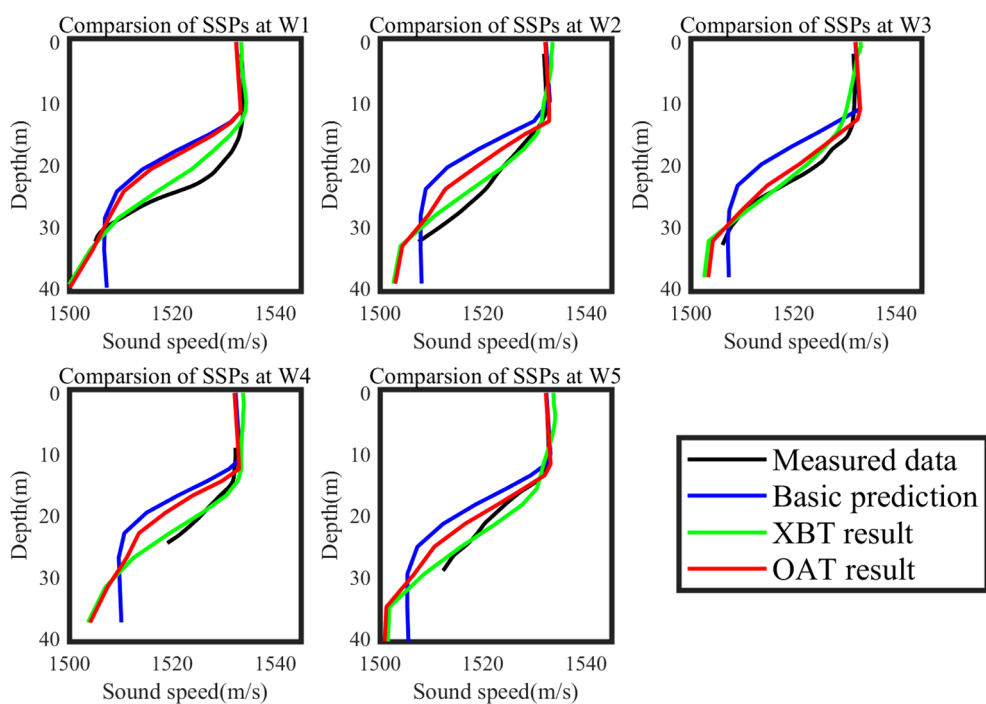 Comparsion of SSPs at W1
0
10
20
30
40
Depth(m)
1500
1520
1540
Sound speed(m/s)
Comparsion of SSPs at W2
0
10
20
30
40
Depth(m)
1500
1520
1540
Sound speed(m/s)
Comparsion of SSPs at W3
0
10
20
30
40
Depth(m)
1500
1520
1540
Sound speed(m/s)
Comparsion of SSPs at W4
0
10
20
30
40
Depth(m)
1500
1520
1540
Sound speed(m/s)
Comparsion of SSPs at W5
0
10
20
30
40
Depth(m)
1500
1520
1540
Sound speed(m/s)
Measured data
Basic prediction
XBT result
OAT result